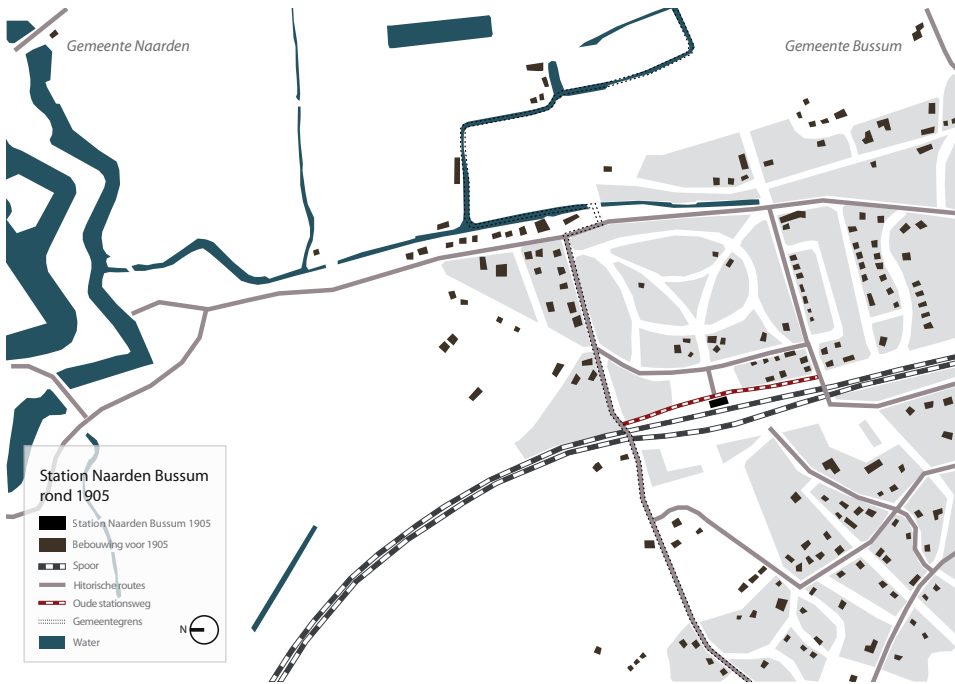 Gemeente Naarden
Gemeente Bussum
Station Naarden Bussum
rond 1905
Station Naarden Bussum 1905
Bebouwing voor 1905
Spoor
Hitorische routes
Oude stationsweg
Gemeentegrens
Water
N